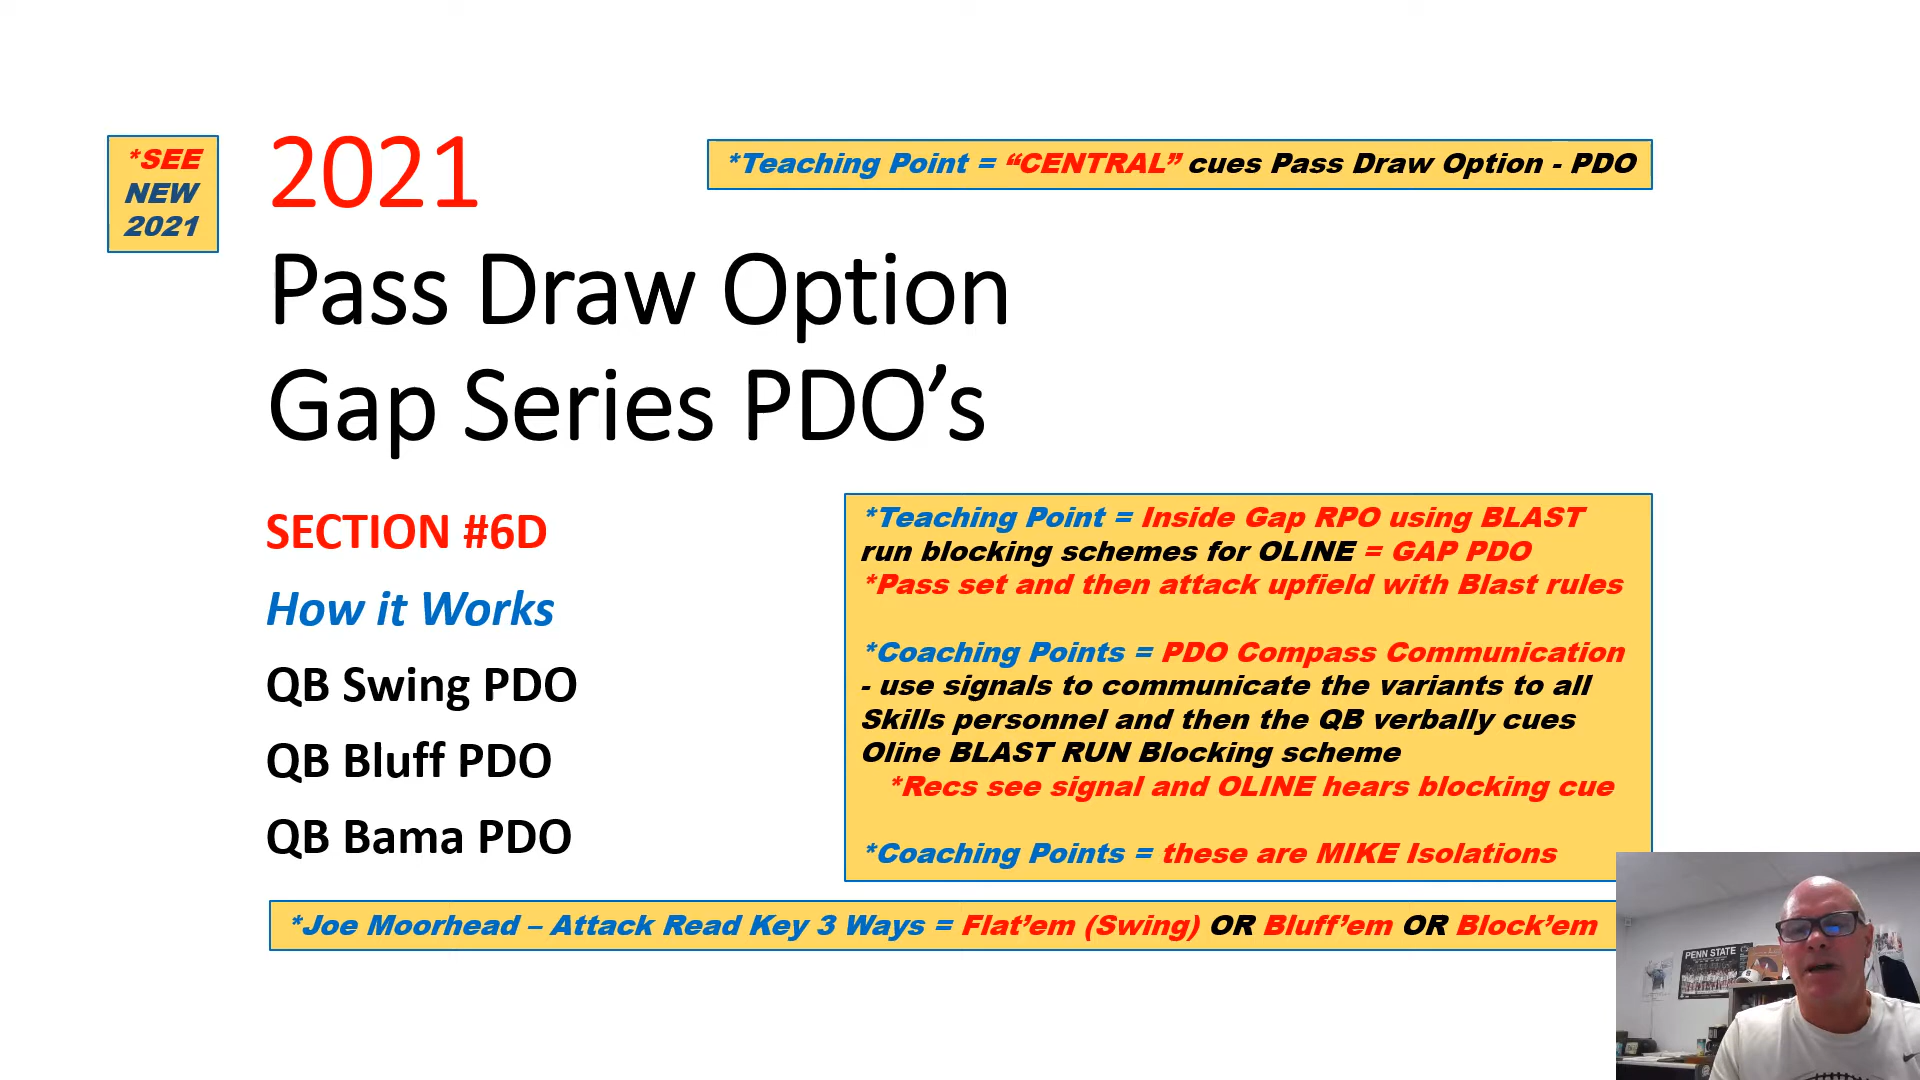 *SEE
NEW
2021
2021
*Teaching Point = “CENTRAL” cues Pass Draw Option - PDO
Pass Draw Option
Gap Series PDO’s
SECTION #6D
How it Works
QB Swing PDO
QB Bluff PDO
QB Bama PDO
*Teaching Point = Inside Gap RPO using BLAST
run blocking schemes for OLINE = GAP PDO
*Pass set and then attack upfield with Blast rules
*Coaching Points = PDO Compass Communication
- use signals to communicate the variants to all
Skills personnel and then the QB verbally cues
Oline BLAST RUN Blocking scheme
*Recs see signal and OLINE hears blocking cue
*Coaching Points = these are MIKE Isolations
*Joe Moorhead – Attack Read Key 3 Ways = Flat’em (Swing) OR Bluff’em OR Block’em
PENN STATE